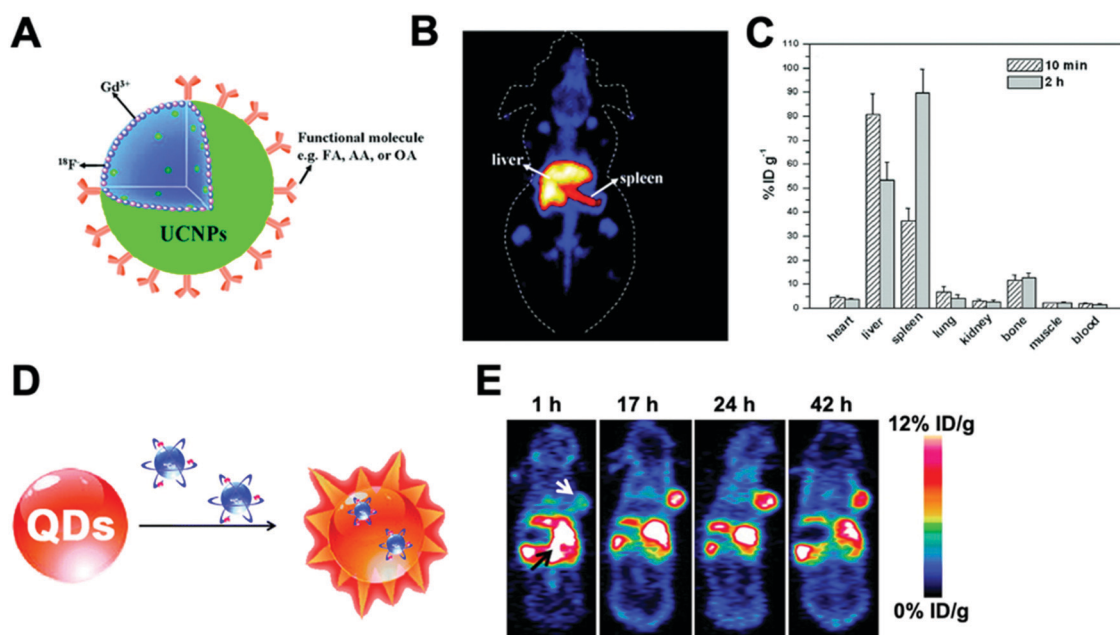 A
Gd³⁺
¹⁸F⁻
Functional molecule
e.g. FA, AA, or OA
UCNPs
B
liver
spleen
C
110
100
90
80
70
60
50
40
30
20
10
0
% ID g⁻¹
10 min
2 h
heart
liver
spleen
lung
kidney
bone
muscle
blood
D
QDs
E
1 h
17 h
24 h
42 h
12% ID/g
0% ID/g